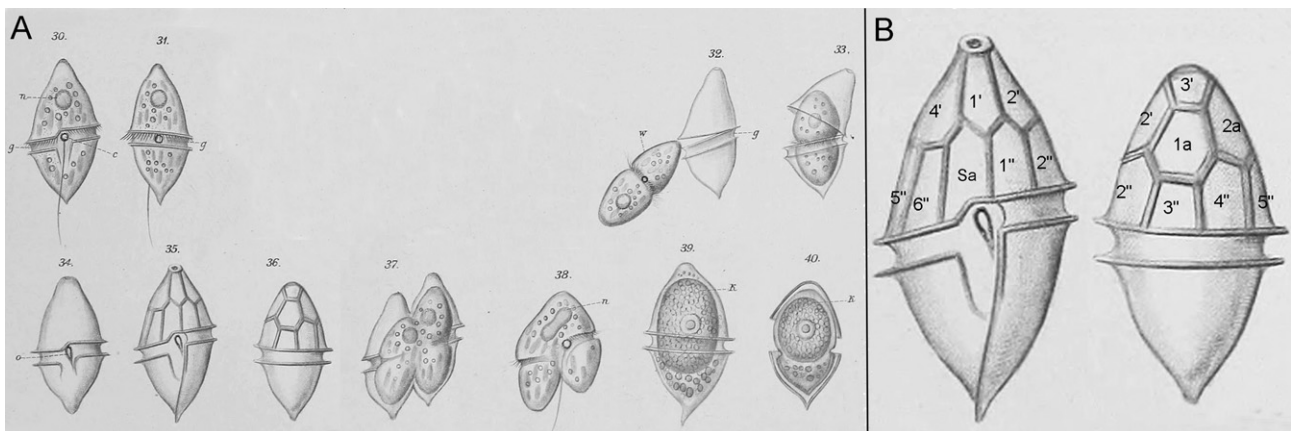 A
30.
31.
32.
33.
n
g
c
g
w
g
34.
35.
36.
37.
38.
39.
40.
o
n
K
k
B
4'
1'
2'
5"
6"
Sa
1"
2"
3'
2'
2a
1a
2"
3"
4"
5"